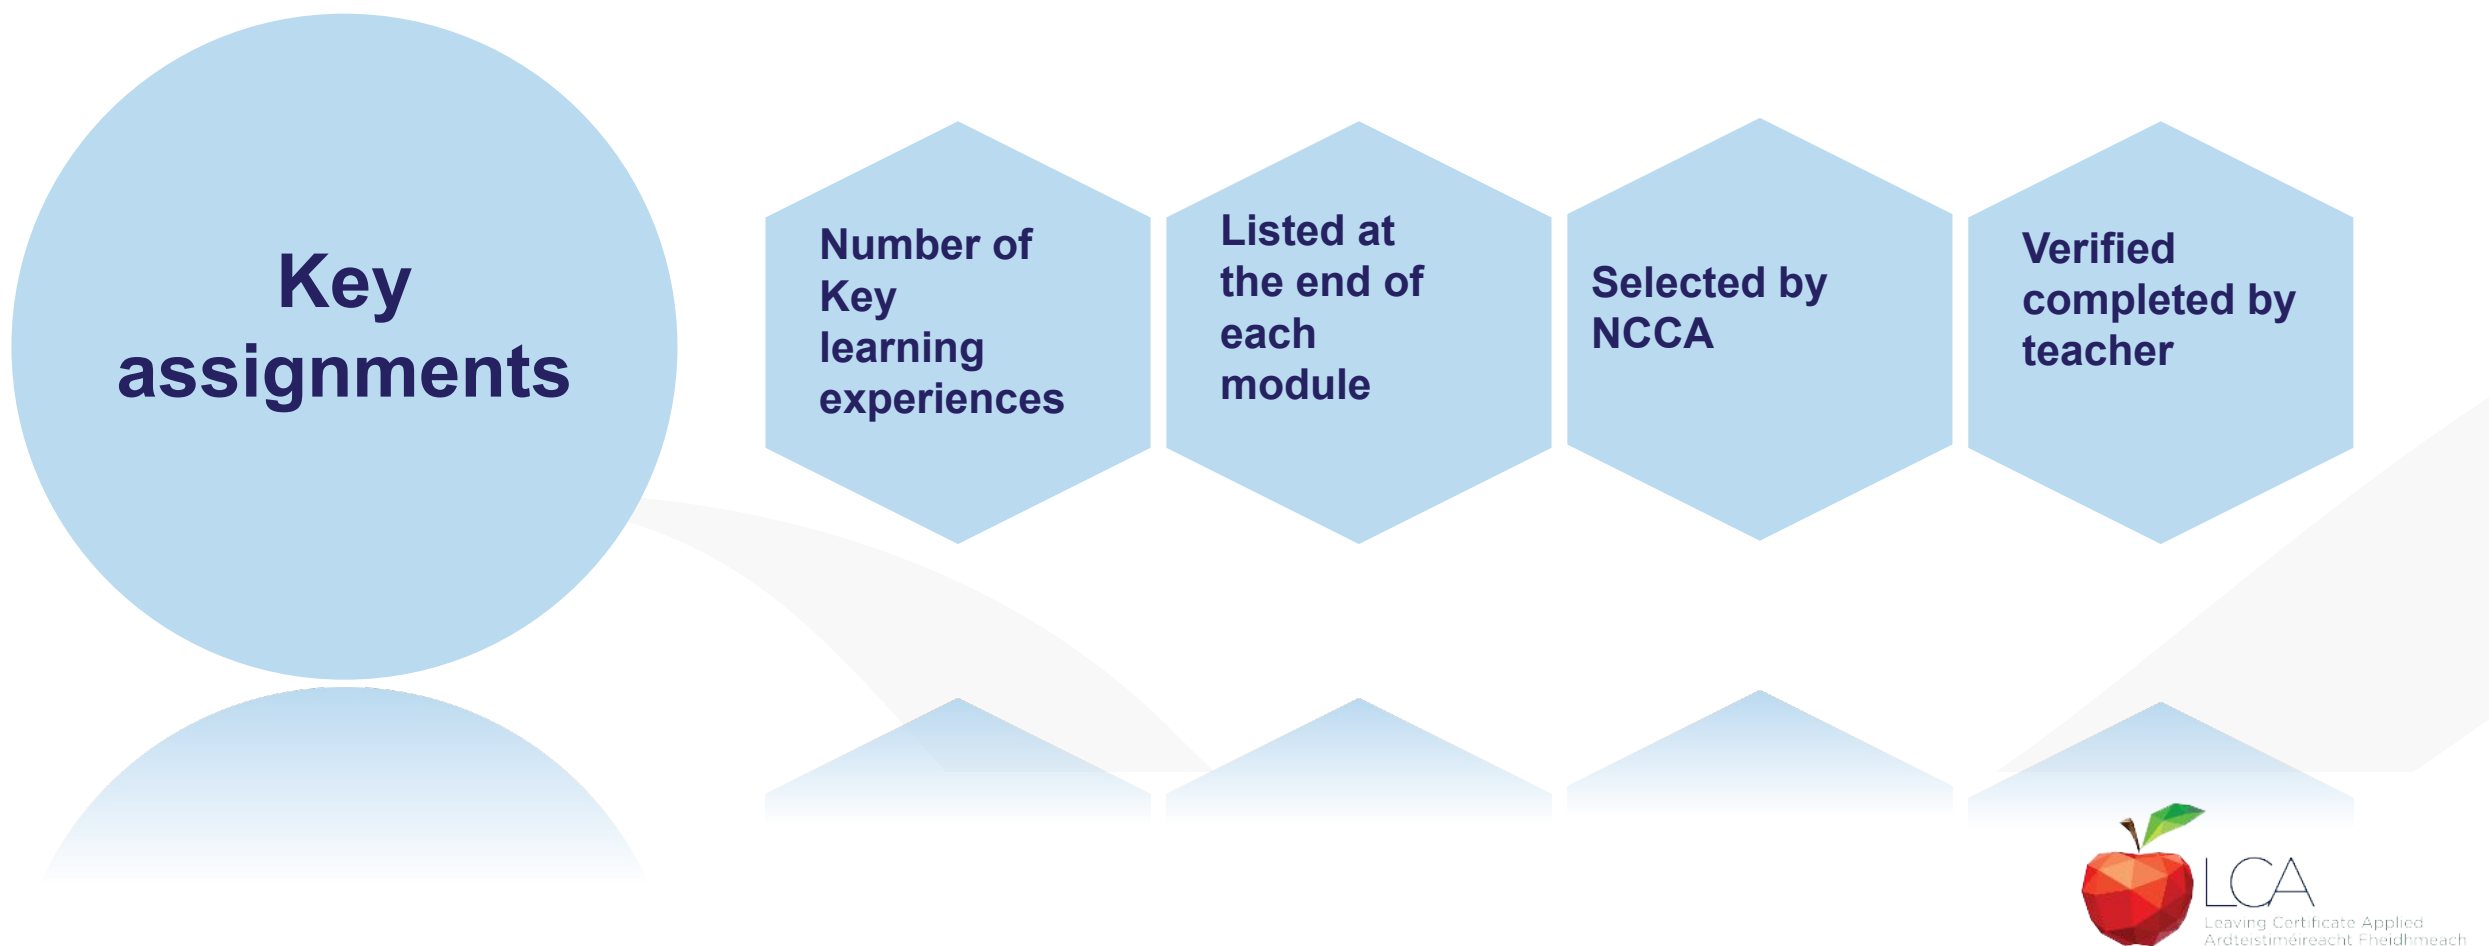 Key
assignments
Number of
Key
learning
experiences
Listed at
the end of
each
module
Selected by
NCCA
Verified
completed by
teacher
LCA
Leaving Certificate Applied
Ardteistiméireacht Fheidhmeach